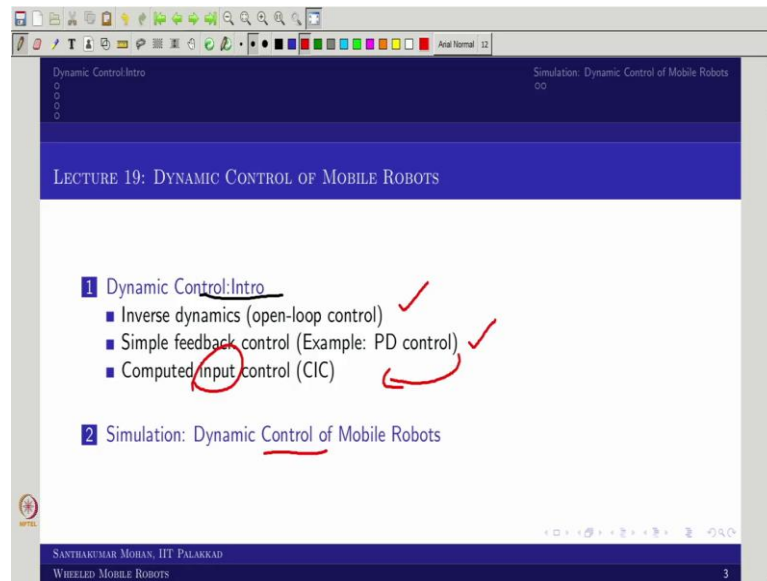 Arial Normal 12
Dynamic Control:Intro
Simulation: Dynamic Control of Mobile Robots
LECTURE 19: DYNAMIC CONTROL OF MOBILE ROBOTS
1 Dynamic Control:Intro
Inverse dynamics (open-loop control)
Simple feedback control (Example: PD control)
Computed input control (CIC)
2 Simulation: Dynamic Control of Mobile Robots
NPTEL
SANTHAKUMAR MOHAN, IIT PALAKKAD
WHEELED MOBILE ROBOTS 3